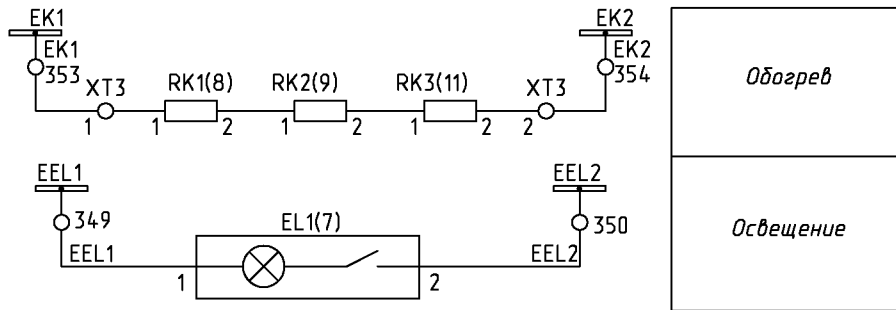 EK1
EK2
EK1
EK2
353
354
XT3
RK1(8)
RK2(9)
RK3(11)
XT3
1
1
2
1
2
1
2
2
Обогрев
EEL1
EEL2
349
EL1(7)
350
EEL1
EEL2
1
2
Освещение